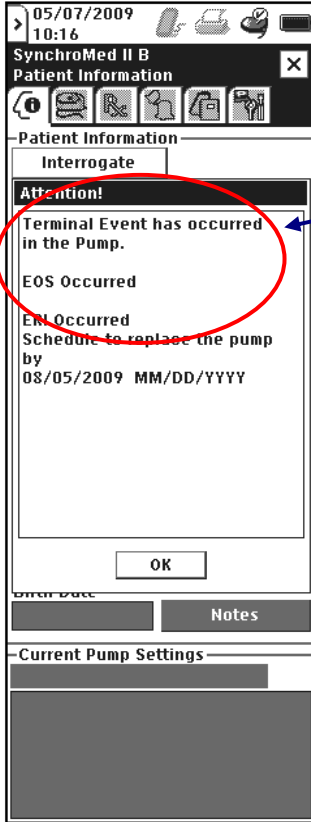 05/07/2009
10:16
SynchroMed II B
Patient Information
Patient Information
Interrogate
Attention!
Terminal Event has occurred
in the Pump.
EOS Occurred
ERI Occurred
Schedule to replace the pump
by
08/05/2009 MM/DD/YYYY
OK
Birth Date
Notes
Current Pump Settings